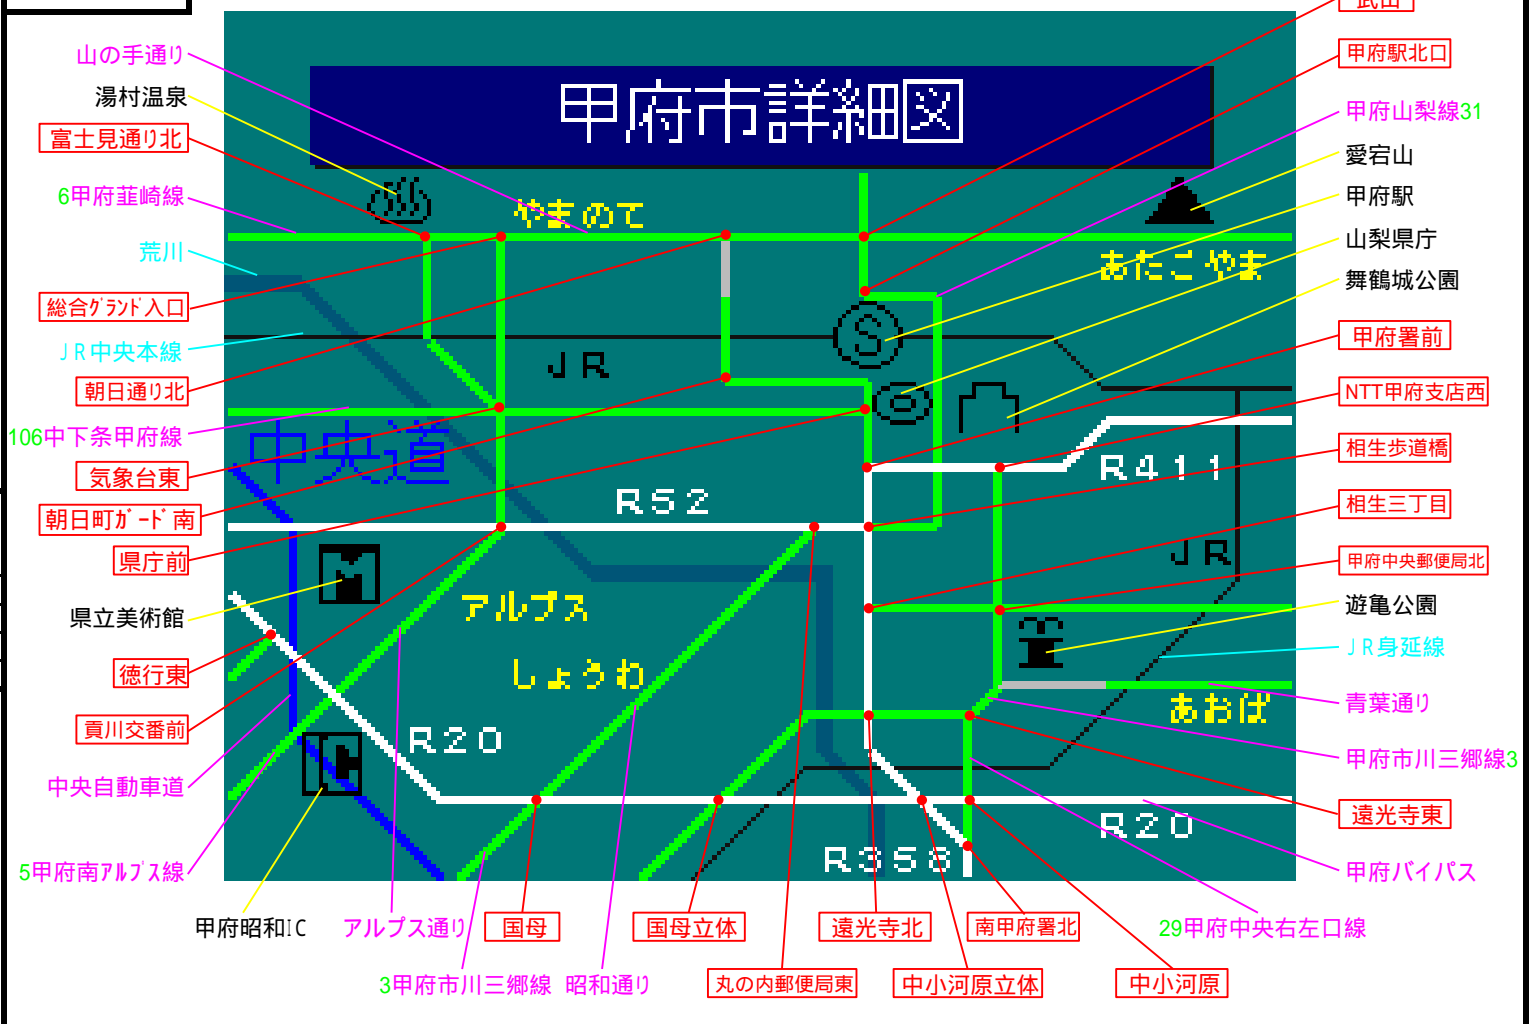 武田
山の手通り
甲府駅北口
甲府市詳細図
湯村温泉
甲府山梨線31
富士見通り北
愛宕山
6甲府韮崎線
甲府駅
やまのて
荒川
山梨県庁
あたごやま
舞鶴城公園
総合グランド入口
甲府署前
JR中央本線
S
JR
朝日通り北
NTT甲府支店西
106中下条甲府線
中央道
相生歩道橋
R411
気象台東
R52
相生三丁目
朝日町ガード南
県庁前
JR
甲府中央郵便局北
M
県立美術館
アルプス
遊亀公園
JR身延線
徳行東
しょうわ
青葉通り
あおば
貢川交番前
R20
甲府市川三郷線3
中央自動車道
遠光寺東
R20
R358
5甲府南アルプス線
甲府バイパス
甲府昭和IC
アルプス通り
国母
国母立体
遠光寺北
南甲府署北
29甲府中央右左口線
3甲府市川三郷線
昭和通り
丸の内郵便局東
中小河原立体
中小河原